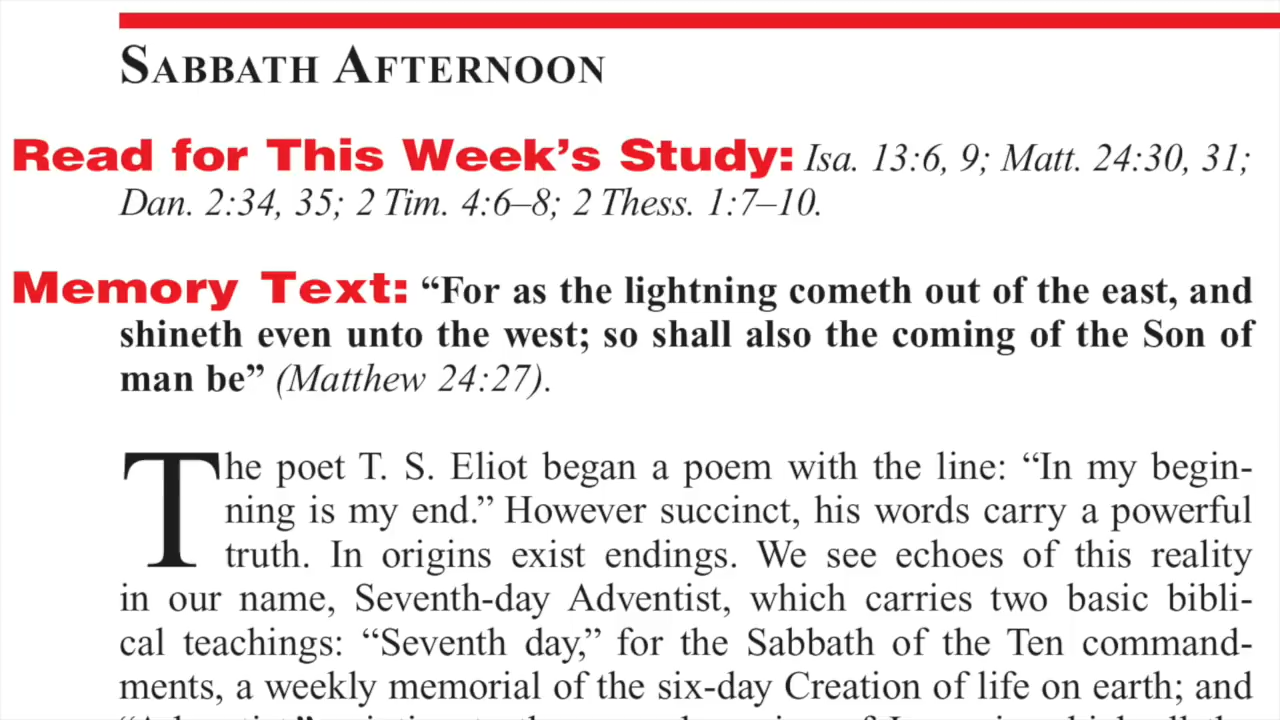 SABBATH AFTERNOON
Read for This Week’s Study: Isa. 13:6, 9; Matt. 24:30, 31;
Dan. 2:34, 35; 2 Tim. 4:6–8; 2 Thess. 1:7–10.
Memory Text: “For as the lightning cometh out of the east, and
shineth even unto the west; so shall also the coming of the Son of
man be” (Matthew 24:27).
The poet T. S. Eliot began a poem with the line: “In my begin-
ning is my end.” However succinct, his words carry a powerful
truth. In origins exist endings. We see echoes of this reality
in our name, Seventh-day Adventist, which carries two basic bibli-
cal teachings: “Seventh day,” for the Sabbath of the Ten command-
ments, a weekly memorial of the six-day Creation of life on earth; and